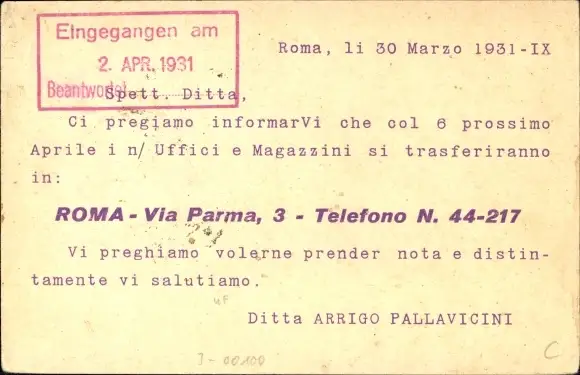 Eingegangen am
2. APR. 1931
Beantwortet
Roma, li 30 Marzo 1931-IX
Spett. Ditta,
Ci pregiamo informarVi che col 6 prossimo
Aprile i n/ Uffici e Magazzini si trasferiranno
in:
ROMA - Via Parma, 3 - Telefono N. 44-217
Vi preghiamo volerne prender nota e distin-
tamente vi salutiamo.
Ditta ARRIGO PALLAVICINI
C